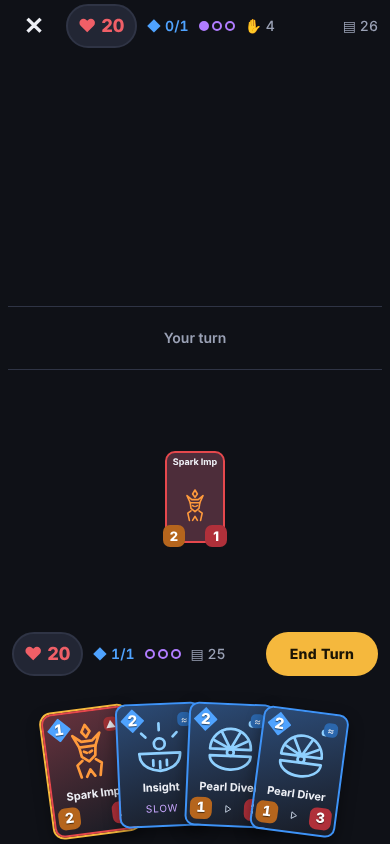 20 0/1 4 26
Your turn
Spark Imp
2 1
20 1/1 25 End Turn
1
Spark Imp
2
2
Insight
SLOW
2
Pearl Dive
1
2
Pearl Diver
1 3